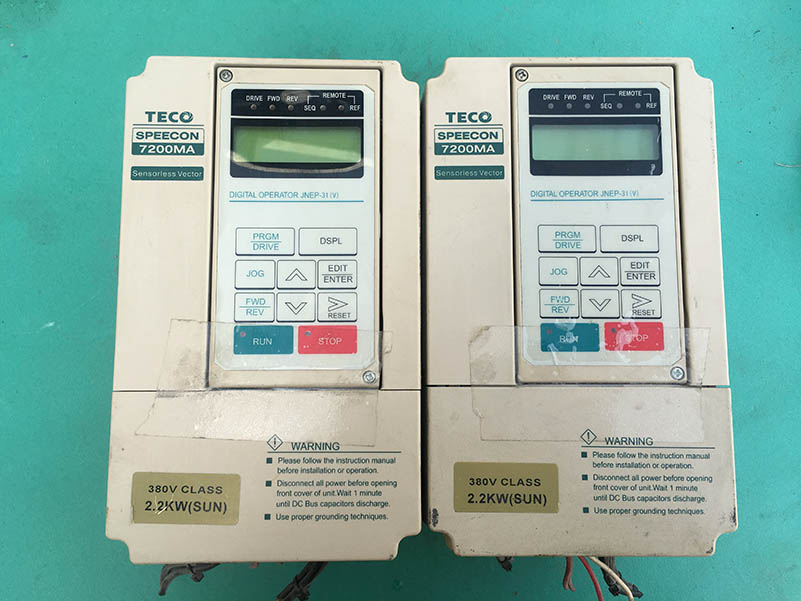 TECO
SPEECON
7200MA
Sensorless Vector
DRIVE FWD REV REMOTE
SEQ REF
DIGITAL OPERATOR JNEP-31(V)
PRGM
DRIVE
DSPL
JOG
EDIT
ENTER
FWD
REV
RESET
RUN
STOP
WARNING
Please follow the instruction manual
before installation or operation.
Disconnect all power before opening
front cover of unit.Wait 1 minute
until DC Bus capacitors discharge.
Use proper grounding techniques.
380V CLASS
2.2KW(SUN)
TECO
SPEECON
7200MA
Sensorless Vector
DRIVE FWD REV REMOTE
SEQ REF
DIGITAL OPERATOR JNEP-31(V)
PRGM
DRIVE
DSPL
JOG
EDIT
ENTER
FWD
REV
RESET
RUN
STOP
WARNING
Please follow the instruction manual
before installation or operation.
Disconnect all power before opening
front cover of unit.Wait 1 minute
until DC Bus capacitors discharge.
Use proper grounding techniques.
380V CLASS
2.2KW(SUN)